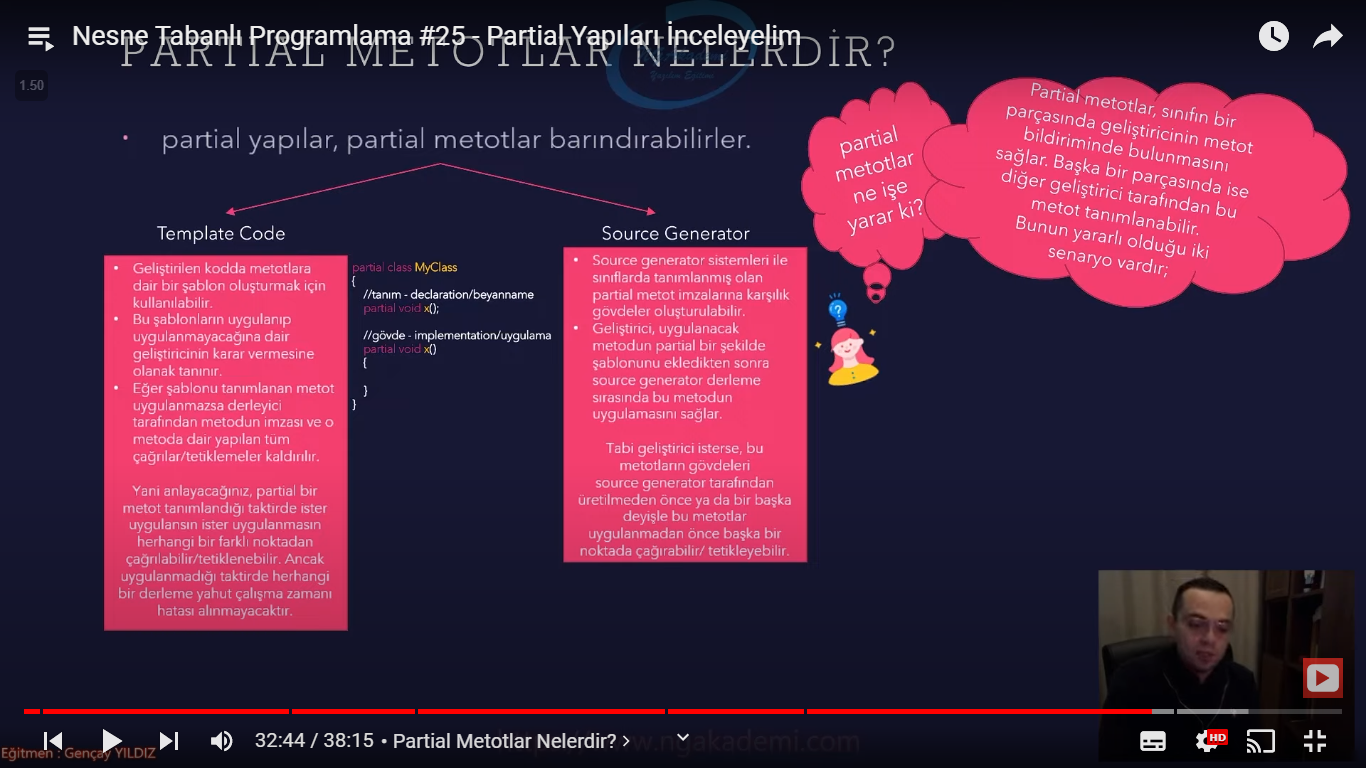 Nesne Tabanlı Programlama #25 - Partial Yapıları İnceleyelim
PARTIAL METOTLAR NELERDİR?
Yazılım Eğitimi
1.50
• partial yapılar, partial metotlar barındırabilirler.
Template Code
• Geliştirilen kodda metotlara
dair bir şablon oluşturmak için
kullanılabilir.
• Bu şablonların uygulanıp
uygulanmayacağına dair
geliştiricinin karar vermesine
olanak tanınır.
• Eğer şablonu tanımlanan metot
uygulanmazsa derleyici
tarafından metodun imzası ve o
metoda dair yapılan tüm
çağrılar/tetiklemeler kaldırılır.
Yani anlayacağınız, partial bir
metot tanımlandığı taktirde ister
uygulansın ister uygulanmasın
herhangi bir farklı noktadan
çağrılabilir/tetiklenebilir. Ancak
uygulanmadığı taktirde herhangi
bir derleme yahut çalışma zamanı
hatası alınmayacaktır.
partial class MyClass
{
//tanım - declaration/beyanname
partial void x();
//gövde - implementation/uygulama
partial void x()
{
}
}
Source Generator
• Source generator sistemleri ile
sınıflarda tanımlanmış olan
partial metot imzalarına karşılık
gövdeler oluşturulabilir.
• Geliştirici, uygulanacak
metodun partial bir şekilde
şablonunu ekledikten sonra
source generator derleme
sırasında bu metodun
uygulamasını sağlar.
Tabi geliştirici isterse, bu
metotların gövdeleri
source generator tarafından
üretilmeden önce ya da bir başka
deyişle bu metotlar
uygulanmadan önce başka bir
noktada çağırabilir/ tetikleyebilir.
partial
metotlar
ne işe
yarar ki?
Partial metotlar, sınıfın bir
parçasında geliştiricinin metot
bildiriminde bulunmasını
sağlar. Başka bir parçasında ise
diğer geliştirici tarafından bu
metot tanımlanabilir.
Bunun yararlı olduğu iki
senaryo vardır;
32:44 / 38:15 • Partial Metotlar Nelerdir? ›
www.ngakademi.com
HD
Eğitmen : Gençay YILDIZ